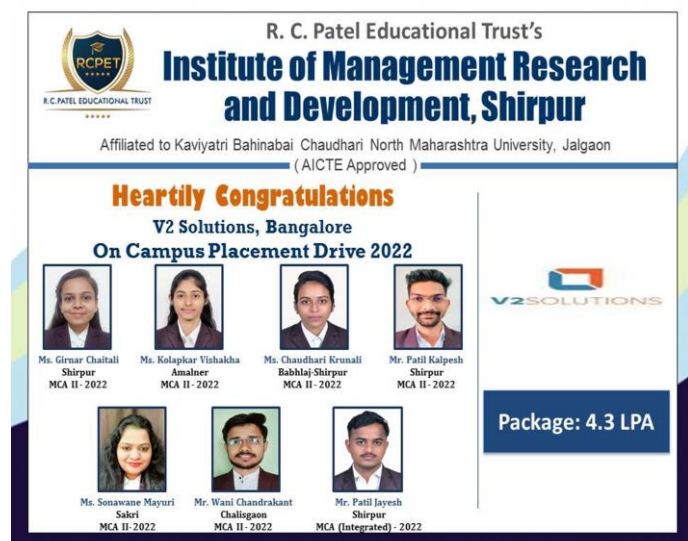 R. C. Patel Educational Trust's
RCPET
R.C.PATEL EDUCATIONAL TRUST
Institute of Management Research
and Development, Shirpur
Affiliated to Kaviyatri Bahinabai Chaudhari North Maharashtra University, Jalgaon
( AICTE Approved )
Heartily Congratulations
V2 Solutions, Bangalore
On Campus Placement Drive 2022
Ms. Girnar Chaitali
Shirpur
MCA II - 2022
Ms. Kolapkar Vishakha
Amalner
MCA II - 2022
Ms. Chaudhari Krunali
Babhlaj-Shirpur
MCA II - 2022
Mr. Patil Kalpesh
Shirpur
MCA II - 2022
V2SOLUTIONS
Package: 4.3 LPA
Ms. Sonawane Mayuri
Sakri
MCA II- 2022
Mr. Wani Chandrakant
Chalisgaon
MCA II - 2022
Mr. Patil Jayesh
Shirpur
MCA (Integrated) - 2022